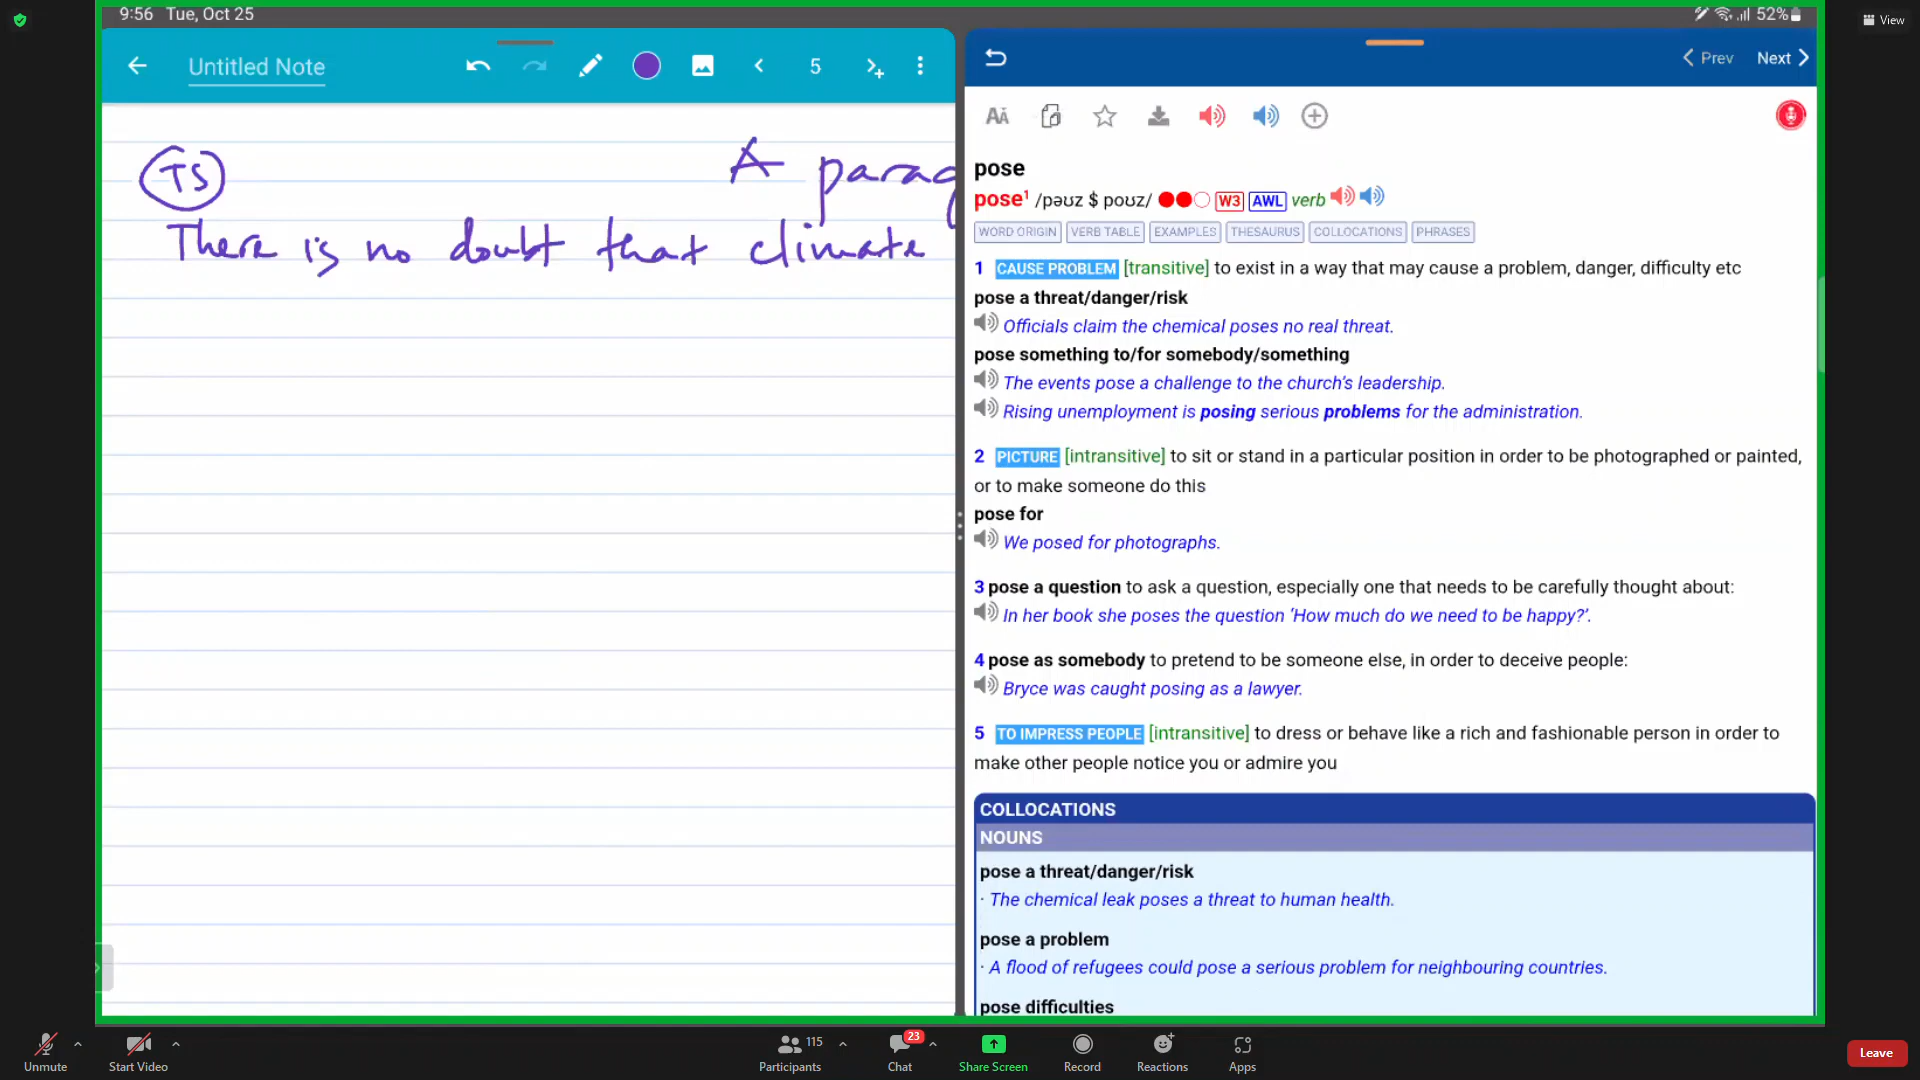 9:56 Tue, Oct 25
52%
View
Untitled Note
5
Prev
Next
TS
A parag
There is no doubt that climate
AA
pose
pose¹ /pəʊz $ poʊz/ W3 AWL verb
WORD ORIGIN VERB TABLE EXAMPLES THESAURUS COLLOCATIONS PHRASES
1 CAUSE PROBLEM [transitive] to exist in a way that may cause a problem, danger, difficulty etc
pose a threat/danger/risk
Officials claim the chemical poses no real threat.
pose something to/for somebody/something
The events pose a challenge to the church's leadership.
Rising unemployment is posing serious problems for the administration.
2 PICTURE [intransitive] to sit or stand in a particular position in order to be photographed or painted,
or to make someone do this
pose for
We posed for photographs.
3 pose a question to ask a question, especially one that needs to be carefully thought about:
In her book she poses the question ‘How much do we need to be happy?’.
4 pose as somebody to pretend to be someone else, in order to deceive people:
Bryce was caught posing as a lawyer.
5 TO IMPRESS PEOPLE [intransitive] to dress or behave like a rich and fashionable person in order to
make other people notice you or admire you
COLLOCATIONS
NOUNS
pose a threat/danger/risk
· The chemical leak poses a threat to human health.
pose a problem
· A flood of refugees could pose a serious problem for neighbouring countries.
pose difficulties
Unmute
Start Video
115
Participants
23
Chat
Share Screen
Record
Reactions
Apps
Leave